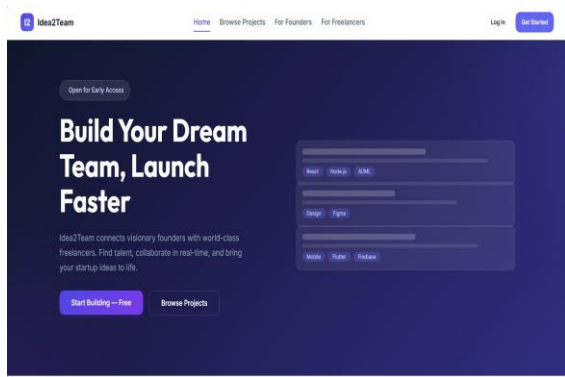 I2 Idea2Team
Home Browse Projects For Founders For Freelancers
Log In
Get Started
Open for Early Access
Build Your Dream
Team, Launch
Faster
Idea2Team connects visionary founders with world-class
freelancers. Find talent, collaborate in real-time, and bring
your startup ideas to life.
Start Building — Free
Browse Projects
React Node.js AI/ML
Design Figma
Mobile Flutter Firebase